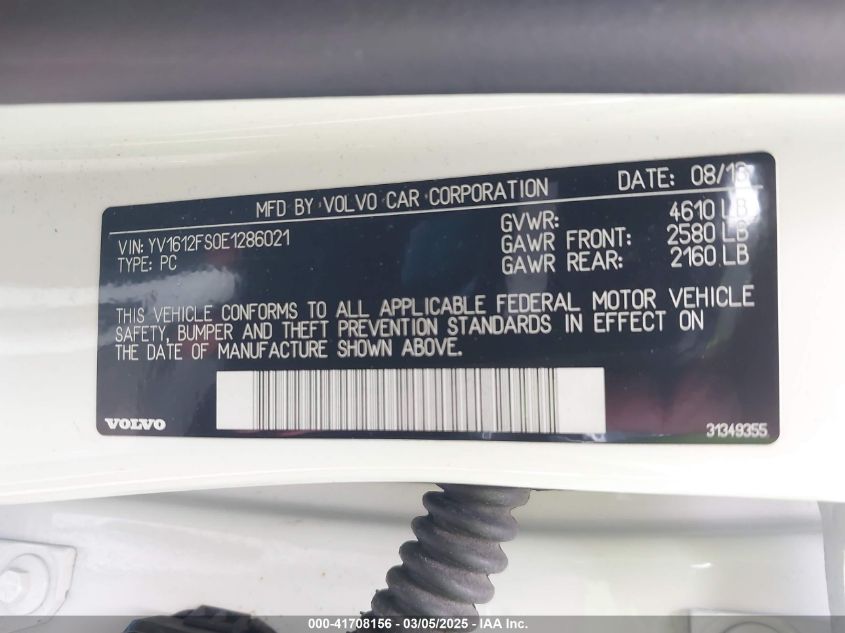 MFD BY VOLVO CAR CORPORATION DATE: 08/13
VIN: YV1612FS0E1286021
TYPE: PC
GVWR: 4610 LB
GAWR FRONT: 2580 LB
GAWR REAR: 2160 LB
THIS VEHICLE CONFORMS TO ALL APPLICABLE FEDERAL MOTOR VEHICLE
SAFETY, BUMPER AND THEFT PREVENTION STANDARDS IN EFFECT ON
THE DATE OF MANUFACTURE SHOWN ABOVE.
VOLVO
31349355
000-41708156 - 03/05/2025 - IAA Inc.